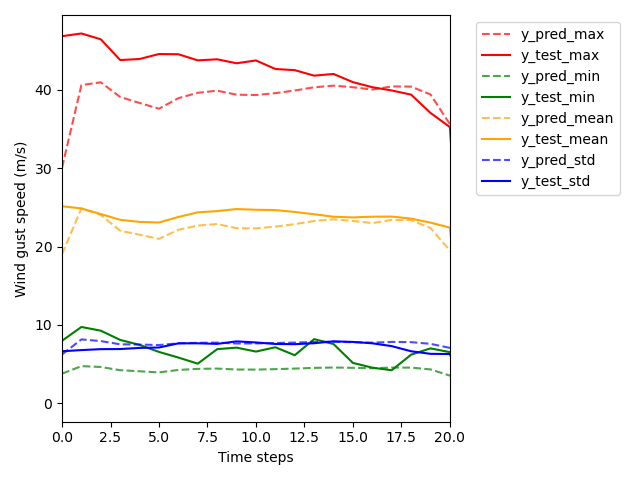 y_pred_max
y_test_max
y_pred_min
y_test_min
y_pred_mean
y_test_mean
y_pred_std
y_test_std
Wind gust speed (m/s)
40
30
20
10
0
0.0 2.5 5.0 7.5 10.0 12.5 15.0 17.5 20.0
Time steps